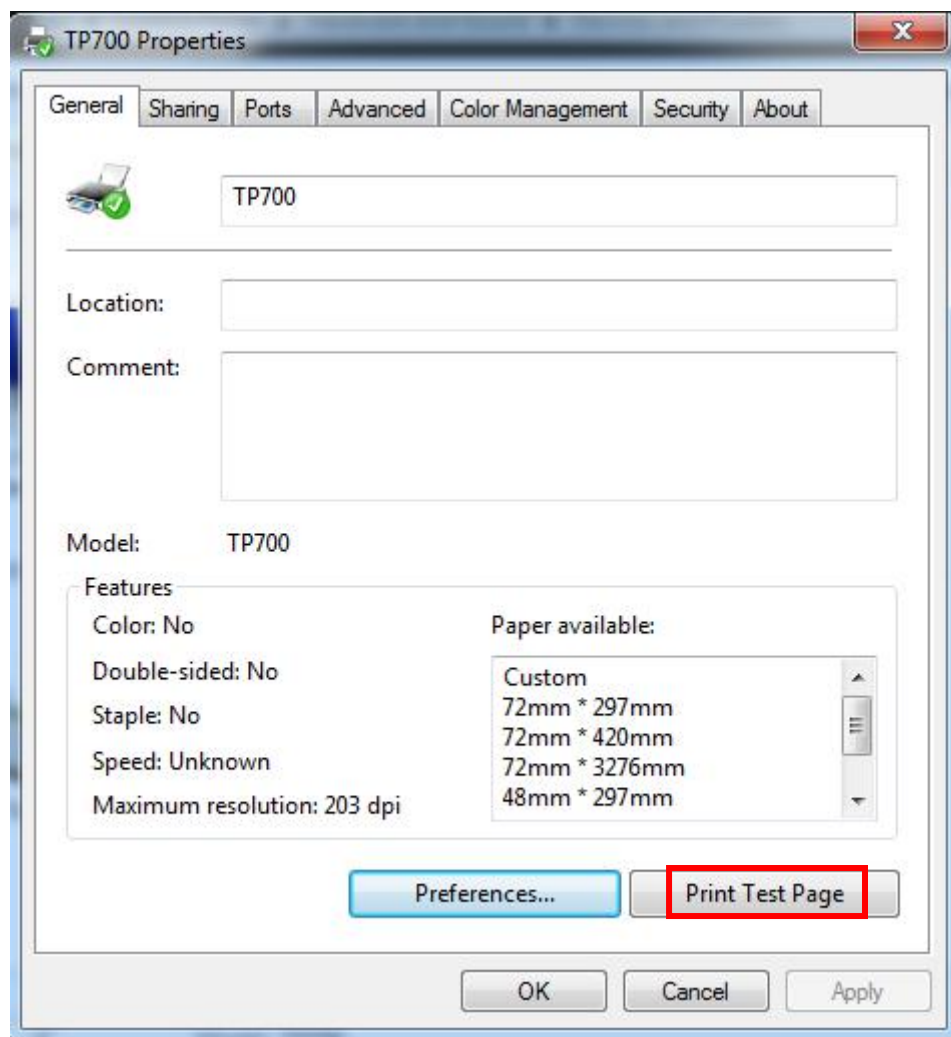 TP700 Properties
General Sharing Ports Advanced Color Management Security About
TP700
Location:
Comment:
Model: TP700
Features
Color: No
Double-sided: No
Staple: No
Speed: Unknown
Maximum resolution: 203 dpi
Paper available:
Custom
72mm * 297mm
72mm * 420mm
72mm * 3276mm
48mm * 297mm
Preferences... Print Test Page
OK Cancel Apply